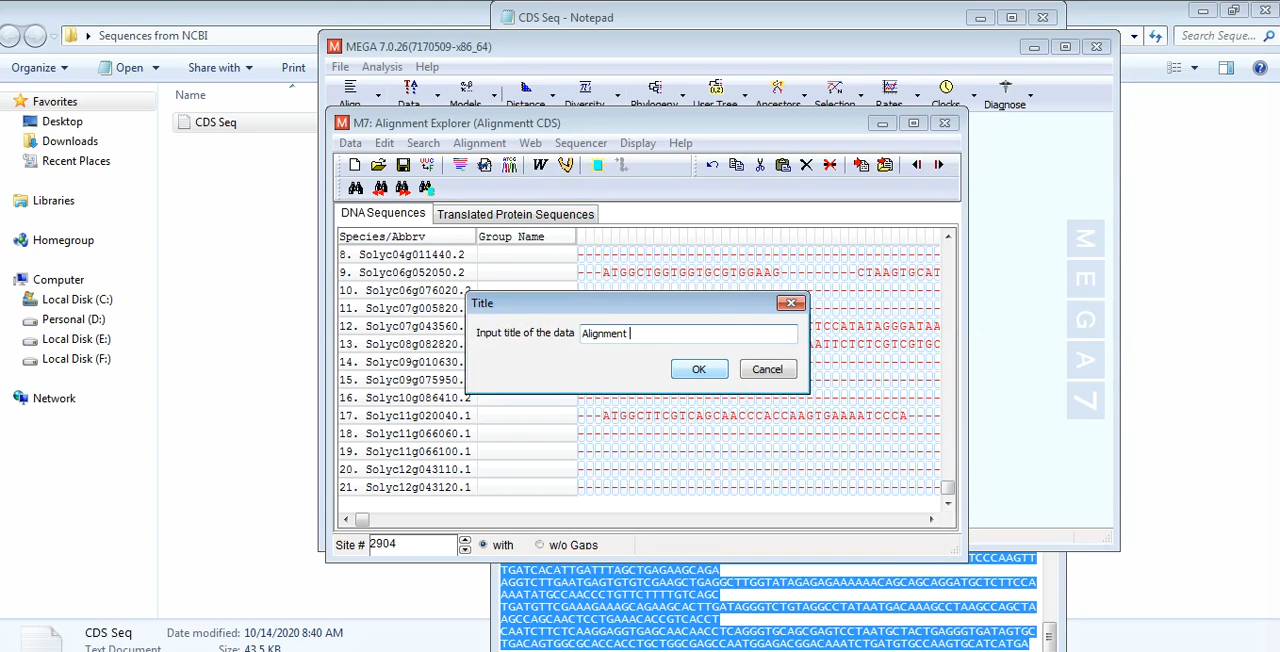 CDS Seq - Notepad
Sequences from NCBI
Search Seque...
MEGA 7.0.26(7170509-x86_64)
Organize
Open
Share with
Print
File Analysis Help
Align Data Models Distance Diversity Phylogeny User Tree Ancestors Selection Rates Clocks Diagnose
Favorites
Desktop
Downloads
Recent Places
Libraries
Homegroup
Computer
Local Disk (C:)
Personal (D:)
Local Disk (E:)
Local Disk (F:)
Network
Name
CDS Seq
M7: Alignment Explorer (Alignmentt CDS)
Data Edit Search Alignment Web Sequencer Display Help
DNA Sequences
Translated Protein Sequences
Species/Abbrv
Group Name
8. Solyc04g011440.2
9. Solyc06g052050.2 ---ATGGCTGGTGGTGCGTGGAAG---------CTAAGTGCAT
10. Solyc06g076020.2
11. Solyc07g005820.
12. Solyc07g043560. TCCATATAGGGATAA
13. Solyc08g082820. AATTCTCTCGTCGTGC
14. Solyc09g010630.
15. Solyc09g075950.
16. Solyc10g086410.2
17. Solyc11g020040.1 ---ATGGCTTCGTCAGCAACCCACCAAGTGAAAATCCCA----
18. Solyc11g066060.1
19. Solyc11g066100.1
20. Solyc12g043110.1
21. Solyc12g043120.1
Title
Input title of the data
Alignment
OK
Cancel
Site # 2904
with
w/o Gaps
M
E
G
A
7
TCCCAAGTT
TGATCACATTGATTTAGCTGAGAAGCAGA
AGGTCTTGAATGAGTGTGTCGAAGCTGAGGCTTGGTATAGAGAGAAAAAACAGCAGCAGGATGCTCTTCCA
AAATATGCCAACCCTGTTCTTTTGTCAGC
TGATGTTCGAAAGAAAGCAGAAGCACTTGATAGGGTCTGTAGGCCTATAATGACAAAGCCTAAGCCAGCTA
AGCCAGCAACTCCTGAAACACCGTCACCT
CAATCTTCTCAAGGAGGTGAGCAACAACCTCAGGGTGCAGCGAGTCCTAATGCTACTGAGGGTGATAGTGC
TGACAGTGGCGCACCACCTGCTGGCGAGCCAATGGAGACGGACAAATCTGATGTGCCAAGTGCATCATGA
CDS Seq
Text Document
Date modified: 10/14/2020 8:40 AM
Size: 43.5 KB